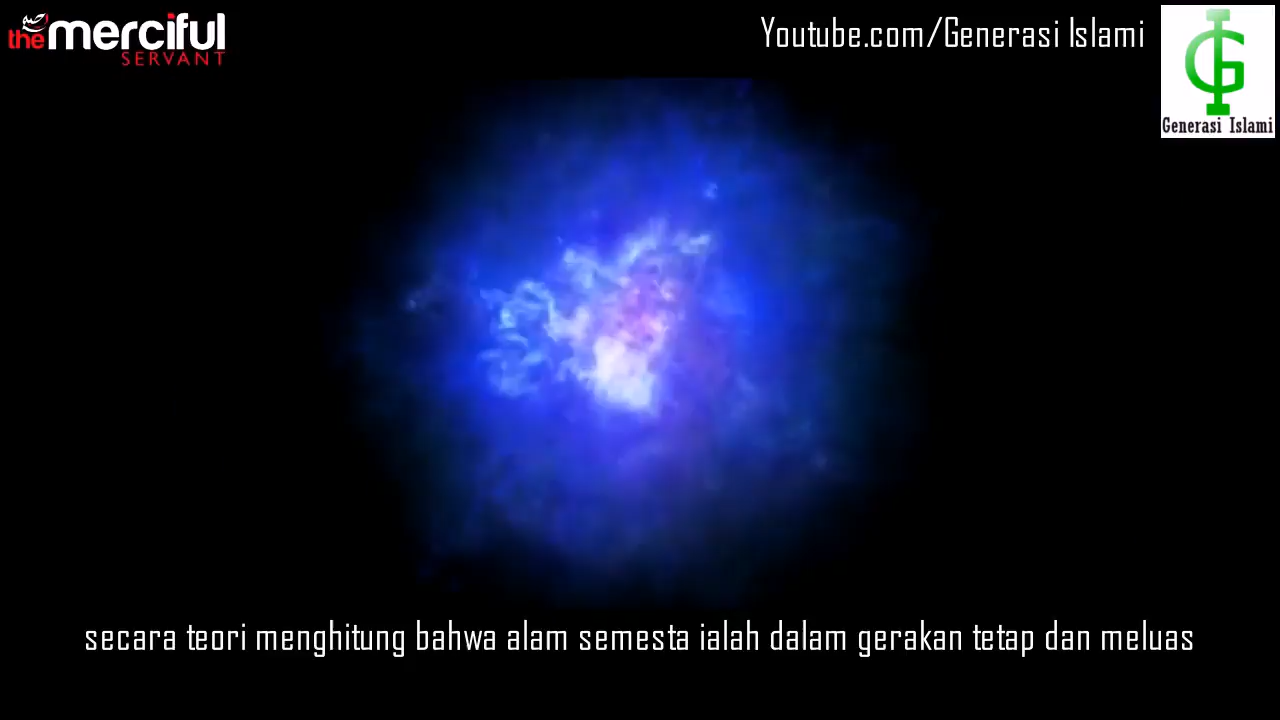 the merciful
SERVANT
Youtube.com/Generasi Islami
GI
Generasi Islami
secara teori menghitung bahwa alam semesta ialah dalam gerakan tetap dan meluas